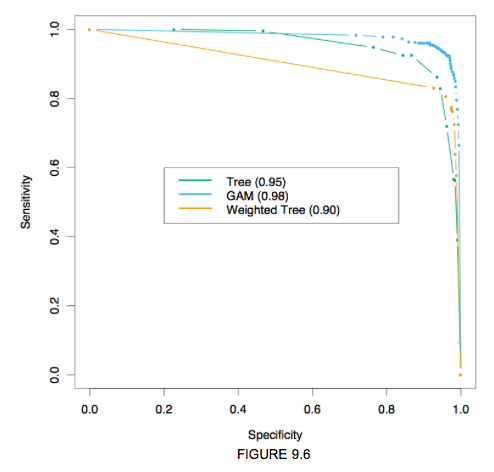 1.0
0.8
0.6
0.4
0.2
0.0
Sensitivity
Tree (0.95)
GAM (0.98)
Weighted Tree (0.90)
0.0 0.2 0.4 0.6 0.8 1.0
Specificity
FIGURE 9.6